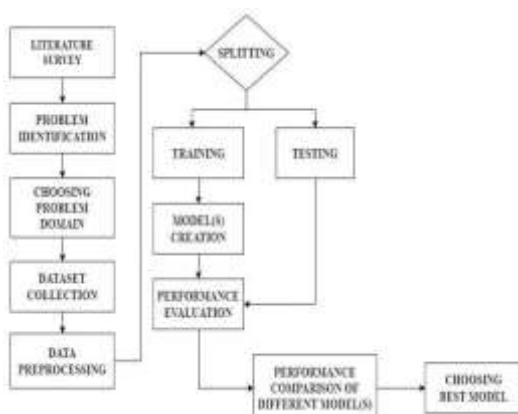 LITERATURE
SURVEY
PROBLEM
IDENTIFICATION
CHOOSING
PROBLEM
DOMAIN
DATASET
COLLECTION
DATA
PREPROCESSING
SPLITTING
TRAINING
TESTING
MODEL(S)
CREATION
PERFORMANCE
EVALUATION
PERFORMANCE
COMPARISON OF
DIFFERENT MODEL(S)
CHOOSING
BEST MODEL